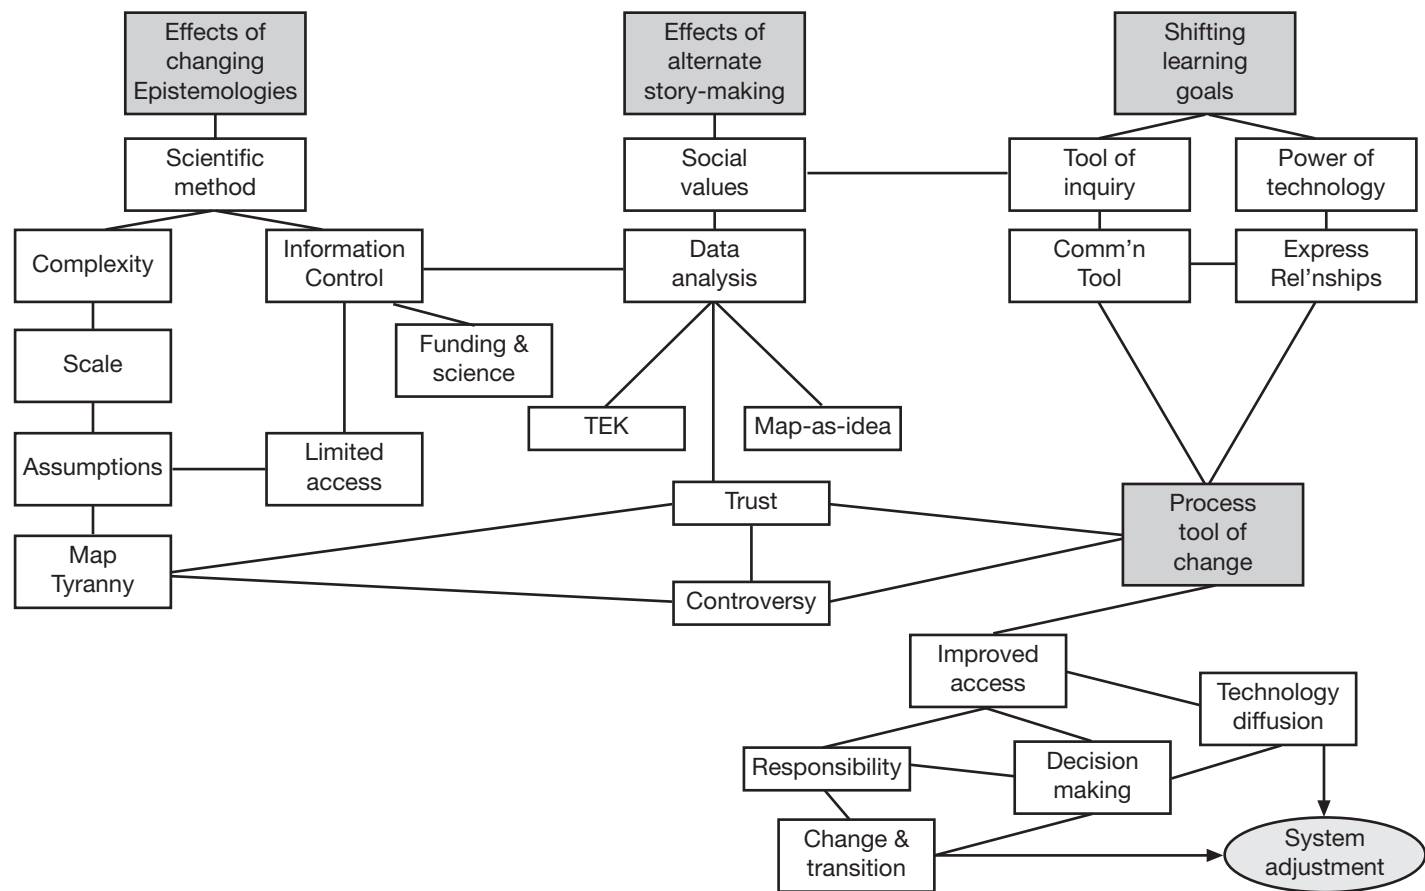 Effects of
changing
Epistemologies
Effects of
alternate
story-making
Shifting
learning
goals
Scientific
method
Social
values
Tool of
inquiry
Power of
technology
Complexity
Information
Control
Data
analysis
Comm'n
Tool
Express
Rel'nships
Scale
Funding &
science
TEK
Map-as-idea
Assumptions
Limited
access
Trust
Process
tool of
change
Map
Tyranny
Controversy
Improved
access
Technology
diffusion
Responsibility
Decision
making
Change &
transition
System
adjustment